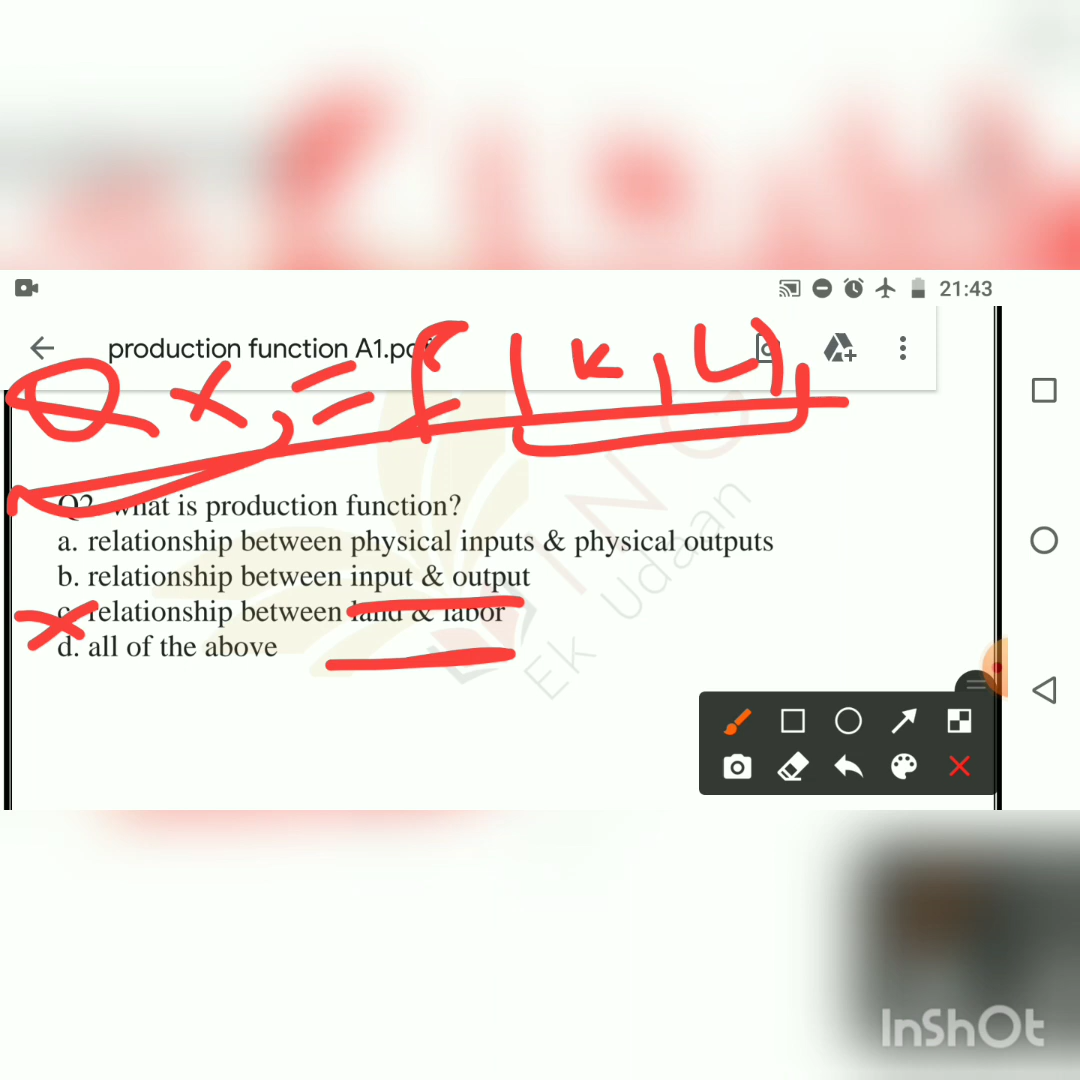 21:43
production function A1.pdf
Qx = f(K, L)
Q2. what is production function?
a. relationship between physical inputs & physical outputs
b. relationship between input & output
c. relationship between land & labor
d. all of the above
Ek Udaan
InShOt